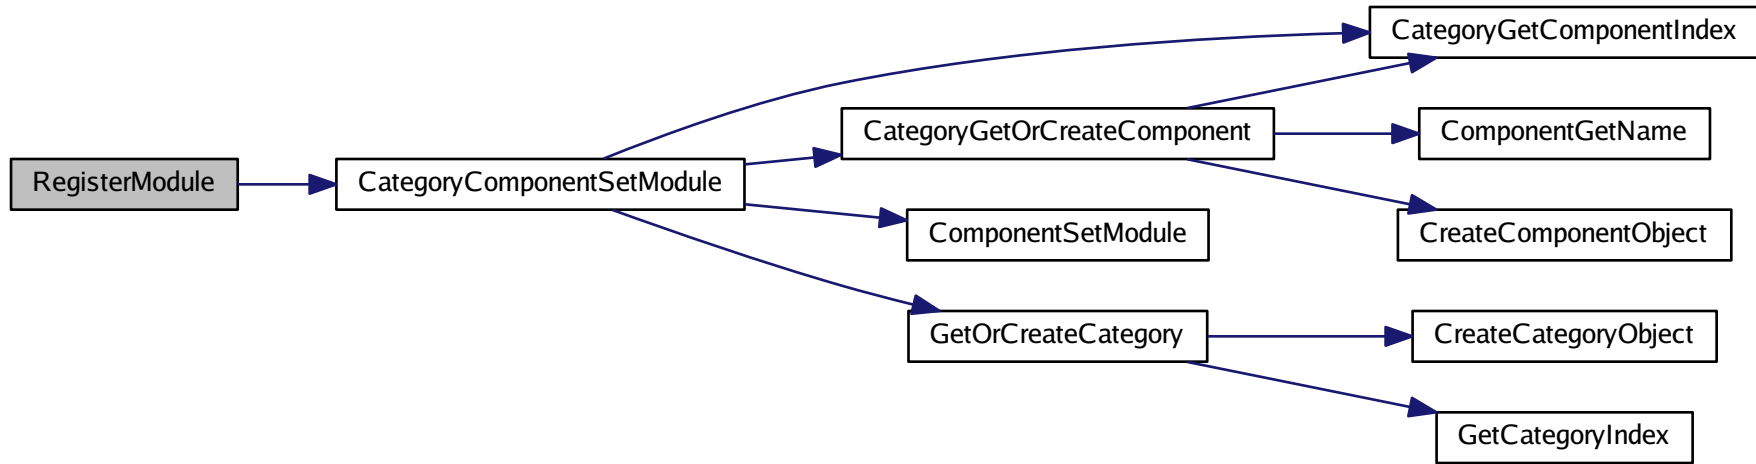 CategoryGetComponentIndex
CategoryGetOrCreateComponent
ComponentGetName
RegisterModule
CategoryComponentSetModule
ComponentSetModule
CreateComponentObject
GetOrCreateCategory
CreateCategoryObject
GetCategoryIndex